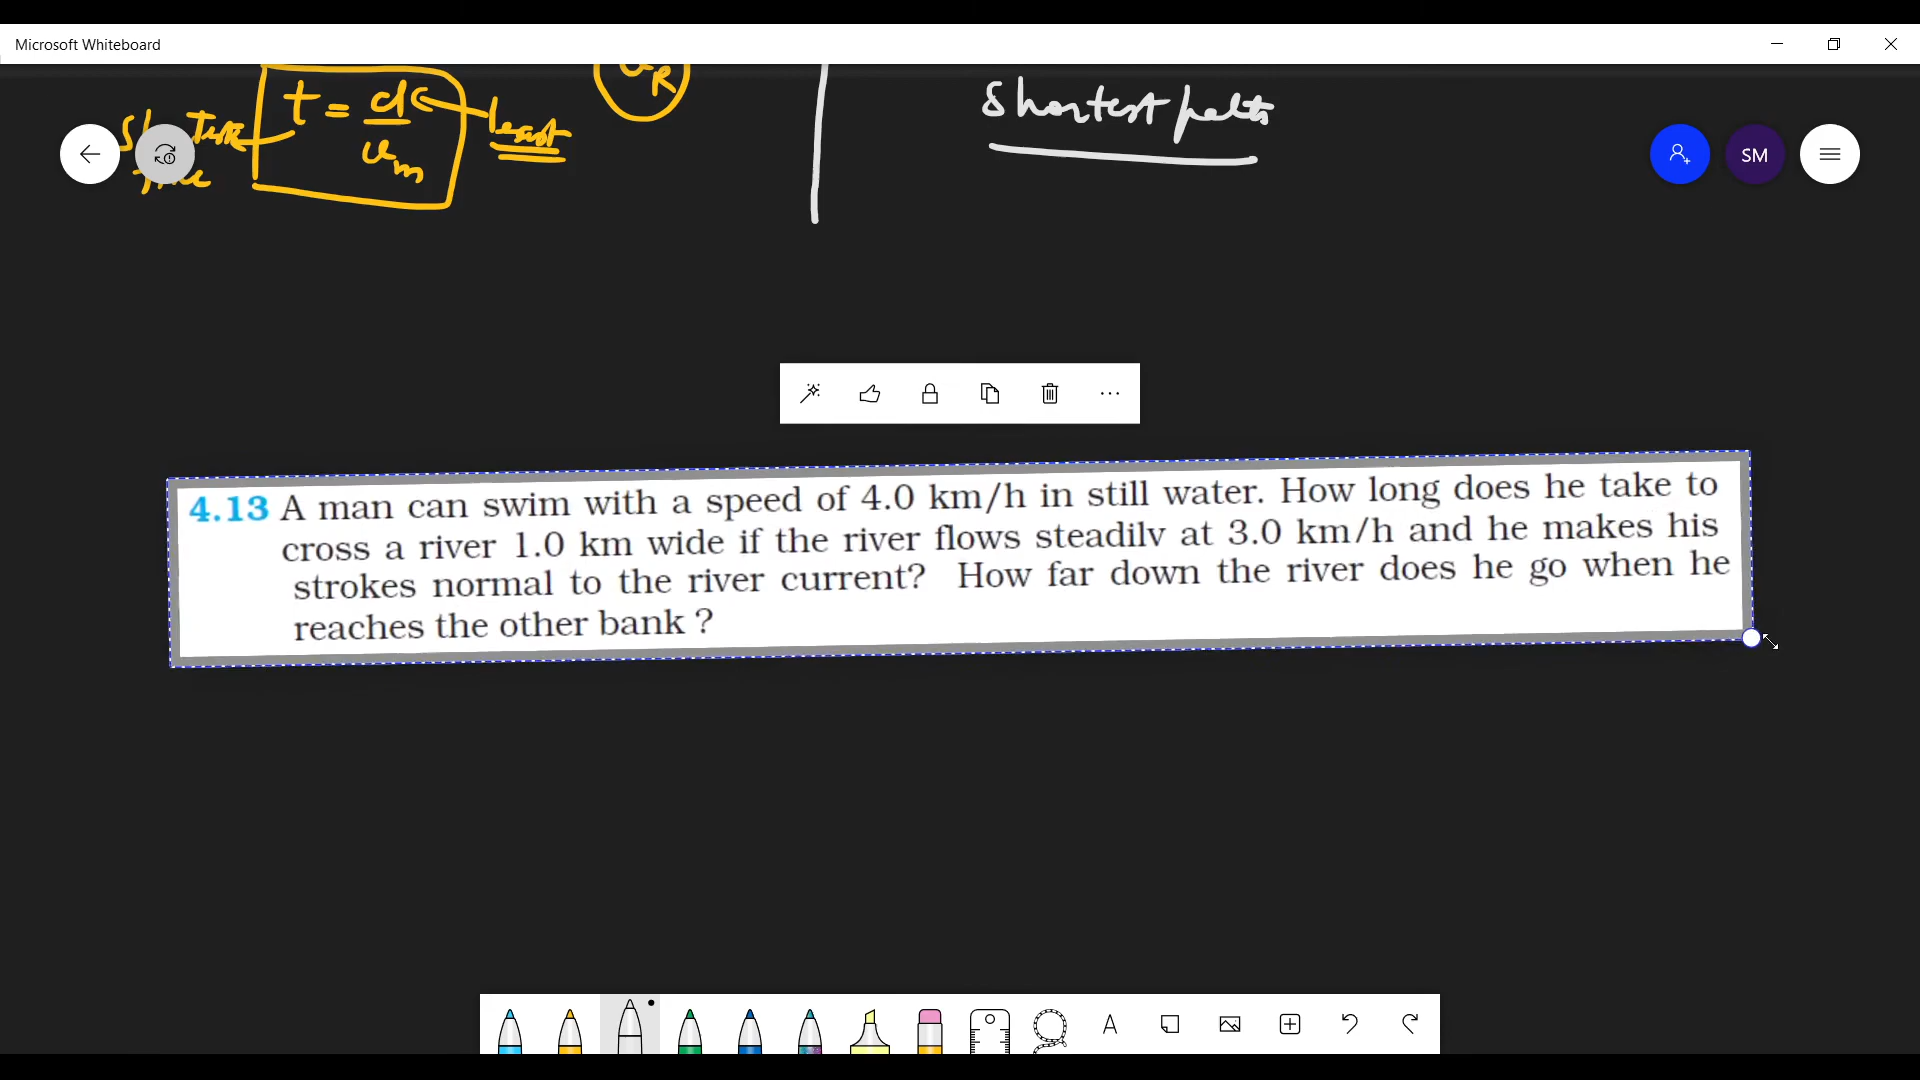 Microsoft Whiteboard
t = d least
v_m
R
Shortest path
SM
4.13 A man can swim with a speed of 4.0 km/h in still water. How long does he take to
cross a river 1.0 km wide if the river flows steadily at 3.0 km/h and he makes his
strokes normal to the river current? How far down the river does he go when he
reaches the other bank ?
A